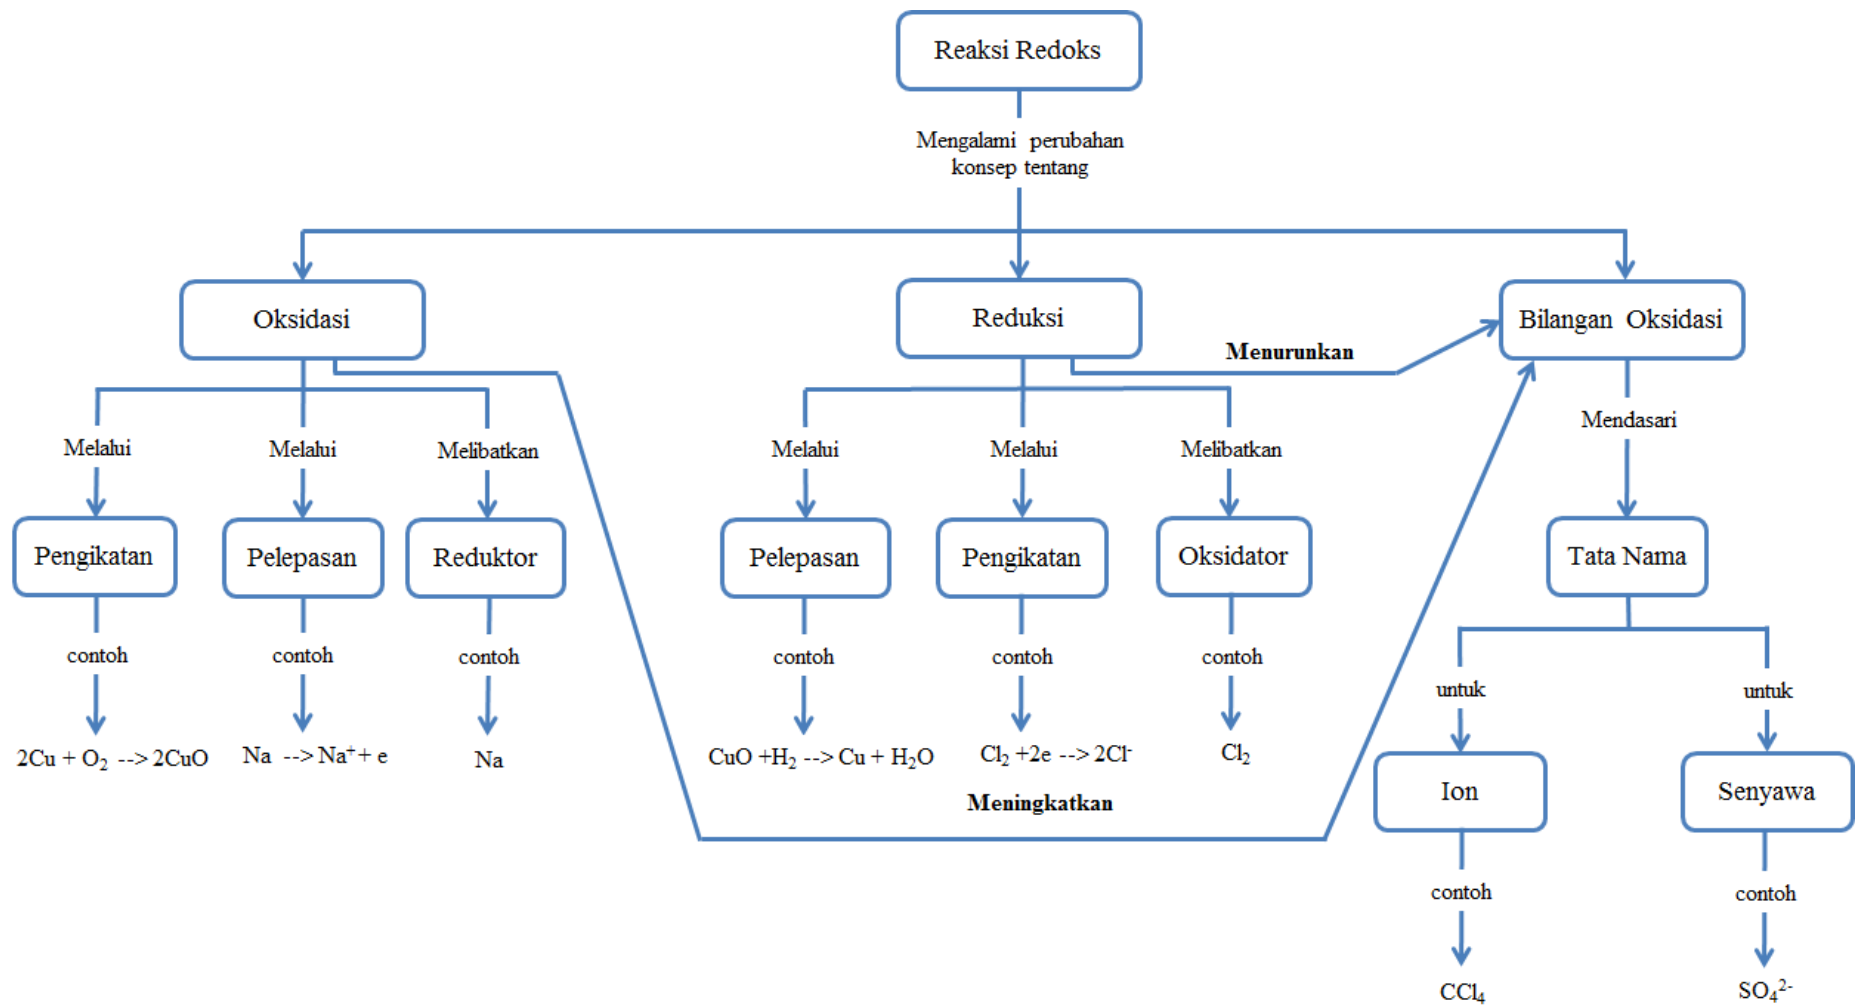 Reaksi Redoks
Mengalami perubahan
konsep tentang
Oksidasi
Reduksi
Bilangan Oksidasi
Menurunkan
Mendasari
Melalui
Melalui
Melibatkan
Melalui
Melalui
Melibatkan
Pengikatan
Pelepasan
Reduktor
Pelepasan
Pengikatan
Oksidator
Tata Nama
contoh
contoh
contoh
contoh
contoh
contoh
untuk
untuk
2Cu + O₂ --> 2CuO
Na --> Na⁺ + e
Na
CuO +H₂ --> Cu + H₂O
Cl₂ +2e --> 2Cl⁻
Cl₂
Meningkatkan
Ion
Senyawa
contoh
contoh
CCl₄
SO₄²⁻